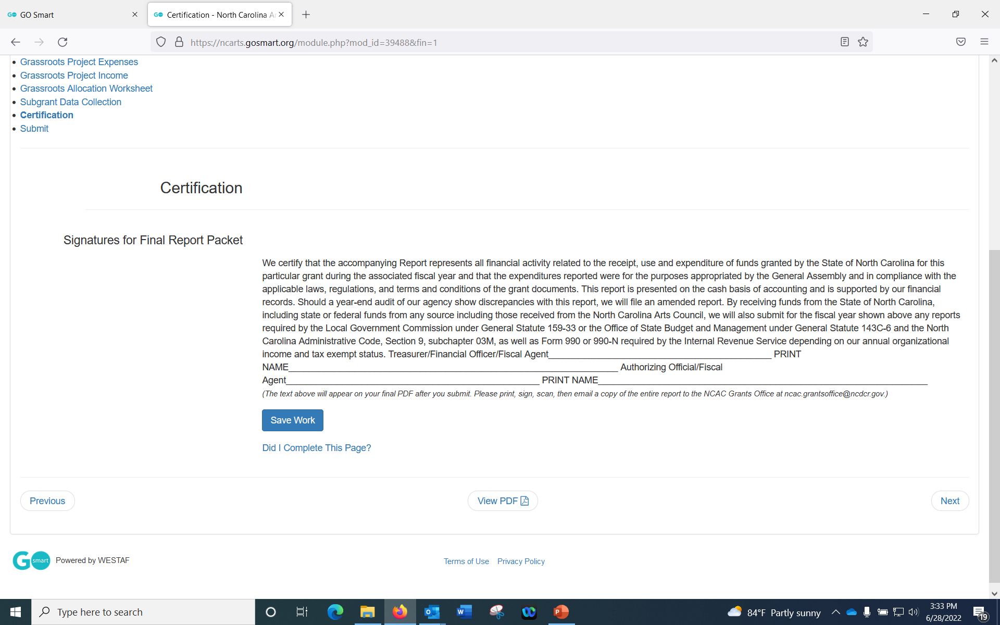 GO Smart
Certification - North Carolina A
https://ncarts.gosmart.org/module.php?mod_id=39488&fin=1
Grassroots Project Expenses
Grassroots Project Income
Grassroots Allocation Worksheet
Subgrant Data Collection
Certification
Submit
Certification
Signatures for Final Report Packet
We certify that the accompanying Report represents all financial activity related to the receipt, use and expenditure of funds granted by the State of North Carolina for this
particular grant during the associated fiscal year and that the expenditures reported were for the purposes appropriated by the General Assembly and in compliance with the
applicable laws, regulations, and terms and conditions of the grant documents. This report is presented on the cash basis of accounting and is supported by our financial
records. Should a year-end audit of our agency show discrepancies with this report, we will file an amended report. By receiving funds from the State of North Carolina,
including state or federal funds from any source including those received from the North Carolina Arts Council, we will also submit for the fiscal year shown above any reports
required by the Local Government Commission under General Statute 159-33 or the Office of State Budget and Management under General Statute 143C-6 and the North
Carolina Administrative Code, Section 9, subchapter 03M, as well as Form 990 or 990-N required by the Internal Revenue Service depending on our annual organizational
income and tax exempt status. Treasurer/Financial Officer/Fiscal Agent____________________________________________ PRINT
NAME_________________________________________________________________ Authorizing Official/Fiscal
Agent__________________________________________________ PRINT NAME_________________________________________________________________
(The text above will appear on your final PDF after you submit. Please print, sign, scan, then email a copy of the entire report to the NCAC Grants Office at ncac.grantsoffice@ncdcr.gov.)
Save Work
Did I Complete This Page?
Previous
View PDF
Next
GO smart
Powered by WESTAF
Terms of Use
Privacy Policy
Type here to search
84°F Partly sunny
3:33 PM
6/28/2022
19